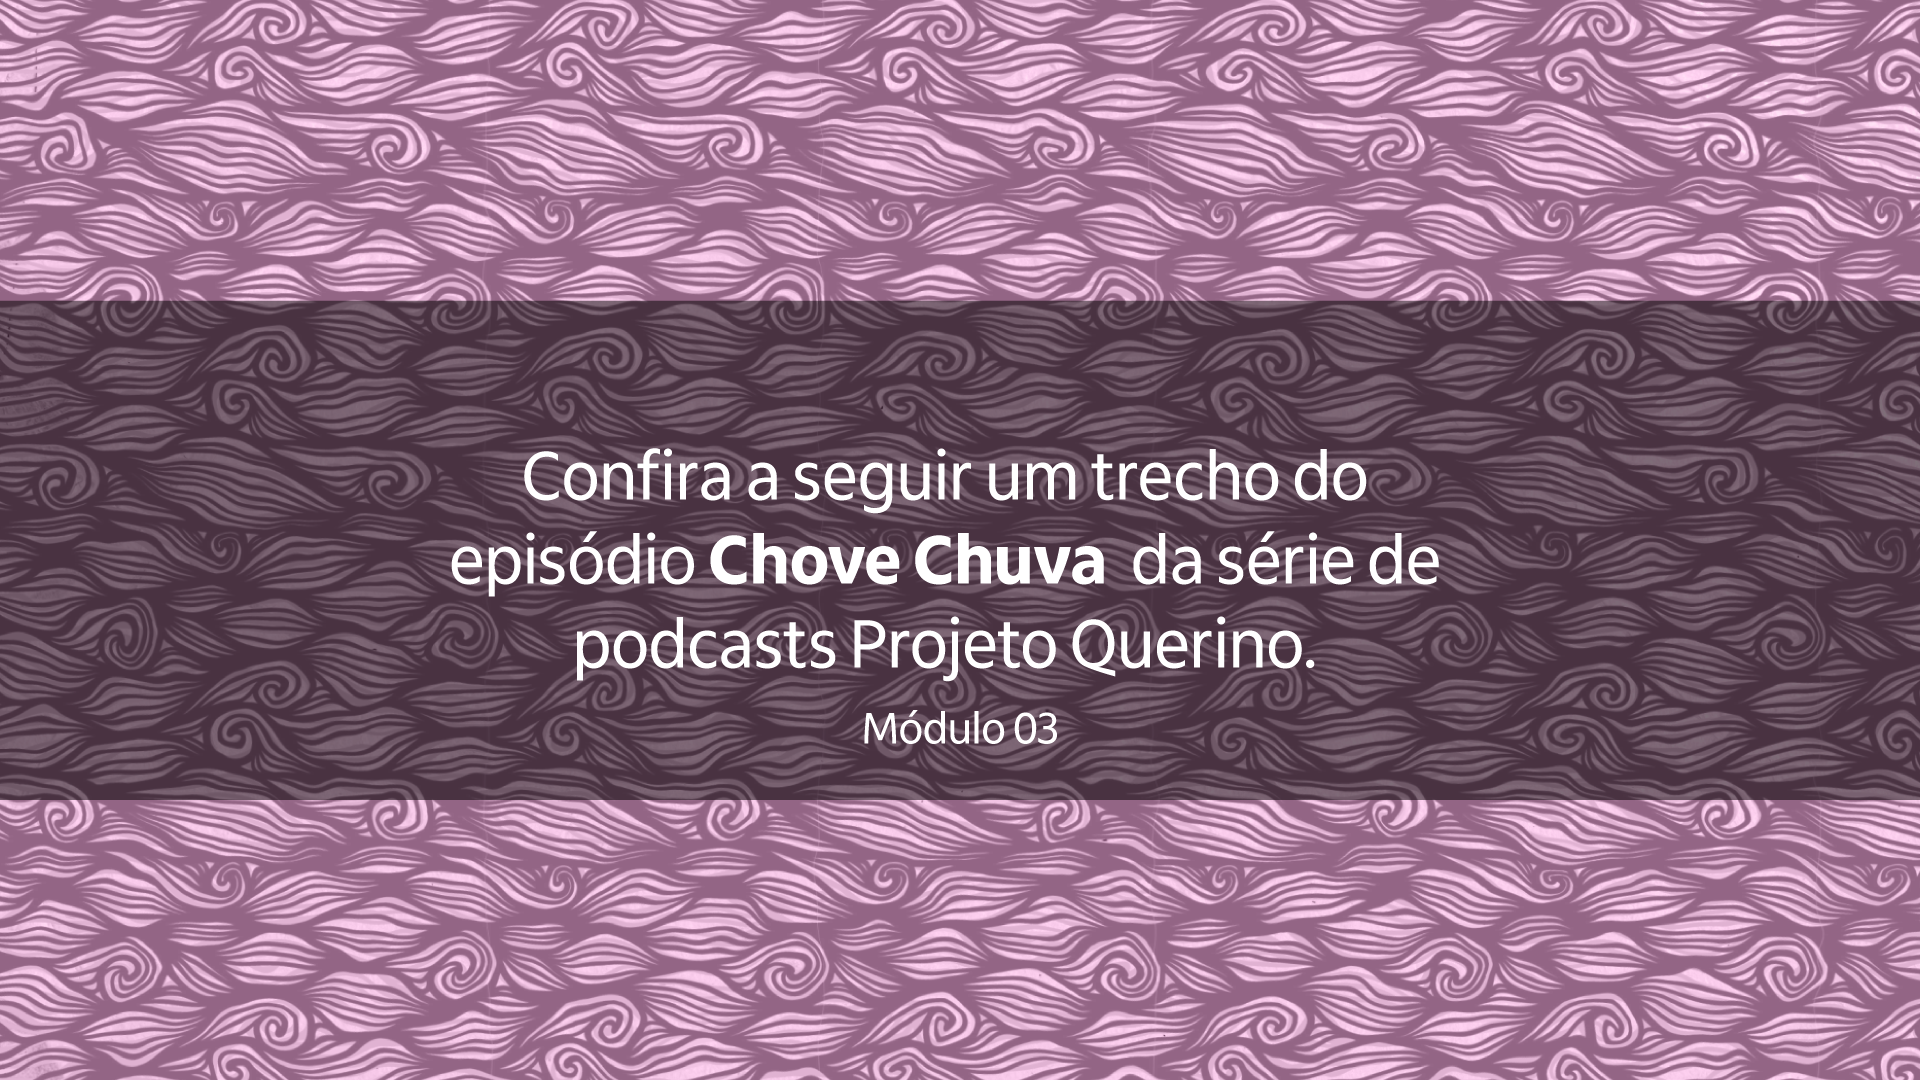 Confira a seguir um trecho do
episódio Chove Chuva da série de
podcasts Projeto Querino.
Módulo 03